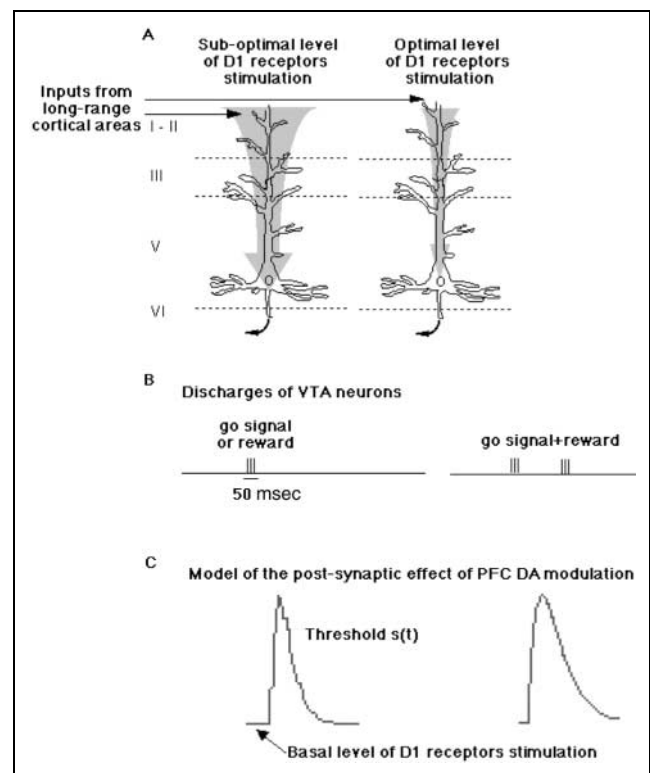 A
Sub-optimal level
of D1 receptors
stimulation
Optimal level
of D1 receptors
stimulation
Inputs from
long-range
cortical areas
I - II
III
V
VI
B
Discharges of VTA neurons
go signal
or reward
50 msec
go signal+reward
C
Model of the post-synaptic effect of PFC DA modulation
Threshold s(t)
Basal level of D1 receptors stimulation